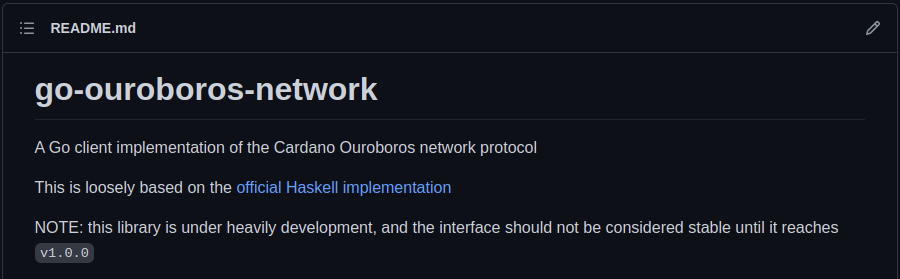 README.md
go-ouroboros-network
A Go client implementation of the Cardano Ouroboros network protocol
This is loosely based on the official Haskell implementation
NOTE: this library is under heavily development, and the interface should not be considered stable until it reaches
v1.0.0